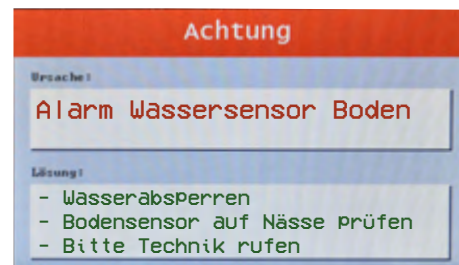 Achtung
Ursache:
Alarm Wassersensor Boden
Lösung:
- Wasserabsperren
- Bodensensor auf Nässe prüfen
- Bitte Technik rufen